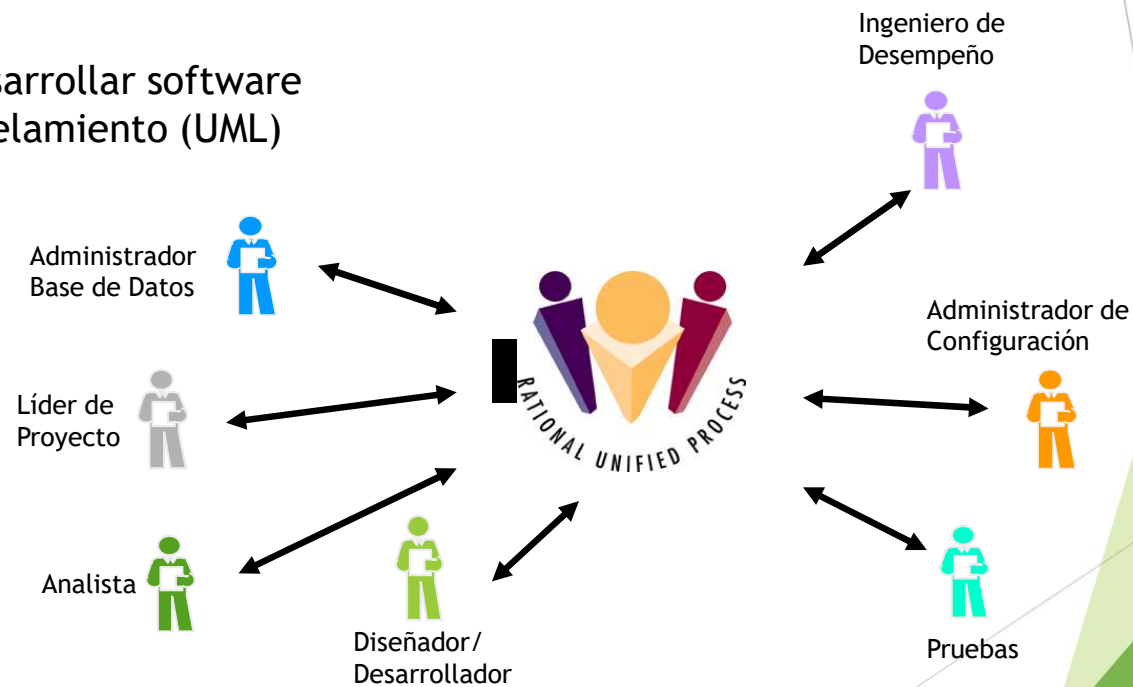 Ingeniero de
Desempeño
sarrollar software
elamiento (UML)
Administrador
Base de Datos
Administrador de
Configuración
Líder de
Proyecto
RATIONAL UNIFIED PROCESS
Analista
Diseñador/
Desarrollador
Pruebas